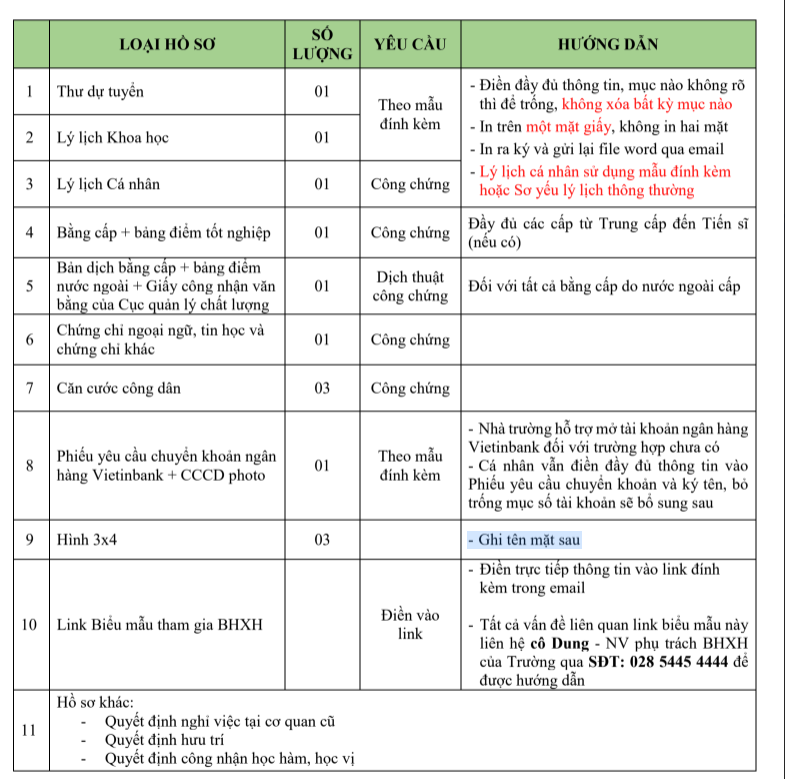 LOẠI HỒ SƠ
SỐ
LƯỢNG
YÊU CẦU
HƯỚNG DẪN
1
Thư dự tuyển
01
Theo mẫu
đính kèm
- Điền đầy đủ thông tin, mục nào không rõ
thì để trống, không xóa bất kỳ mục nào
- In trên một mặt giấy, không in hai mặt
- In ra ký và gửi lại file word qua email
- Lý lịch cá nhân sử dụng mẫu đính kèm
hoặc Sơ yếu lý lịch thông thường
2
Lý lịch Khoa học
01
3
Lý lịch Cá nhân
01
Công chứng
4
Bằng cấp + bảng điểm tốt nghiệp
01
Công chứng
Đầy đủ các cấp từ Trung cấp đến Tiến sĩ
(nếu có)
5
Bản dịch bằng cấp + bảng điểm
nước ngoài + Giấy công nhận văn
bằng của Cục quản lý chất lượng
01
Dịch thuật
công chứng
Đối với tất cả bằng cấp do nước ngoài cấp
6
Chứng chỉ ngoại ngữ, tin học và
chứng chỉ khác
01
Công chứng
7
Căn cước công dân
03
Công chứng
8
Phiếu yêu cầu chuyển khoản ngân
hàng Vietinbank + CCCD photo
01
Theo mẫu
đính kèm
- Nhà trường hỗ trợ mở tài khoản ngân hàng
Vietinbank đối với trường hợp chưa có
- Cá nhân vẫn điền đầy đủ thông tin vào
Phiếu yêu cầu chuyển khoản và ký tên, bỏ
trống mục số tài khoản sẽ bổ sung sau
9
Hình 3x4
03
- Ghi tên mặt sau
10
Link Biểu mẫu tham gia BHXH
Điền vào
link
- Điền trực tiếp thông tin vào link đính
kèm trong email
- Tất cả vấn đề liên quan link biểu mẫu này
liên hệ cô Dung - NV phụ trách BHXH
của Trường qua SĐT: 028 5445 4444 để
được hướng dẫn
11
Hồ sơ khác:
- Quyết định nghỉ việc tại cơ quan cũ
- Quyết định hưu trí
- Quyết định công nhận học hàm, học vị